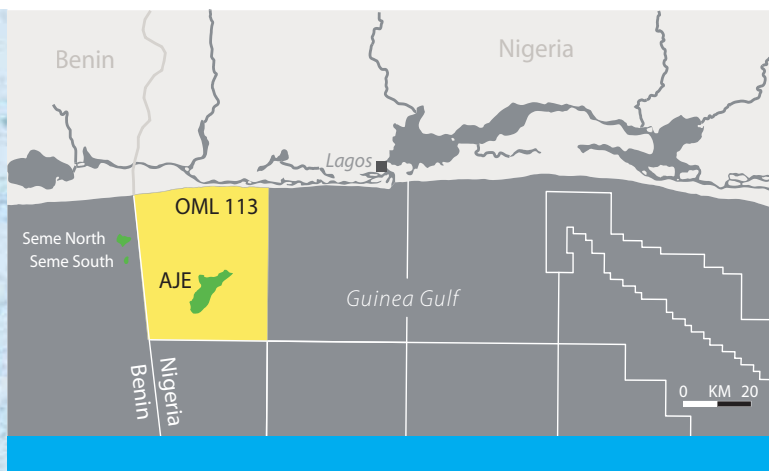 Benin
Nigeria
Lagos
OML 113
Seme North
Seme South
AJE
Guinea Gulf
Nigeria
Benin
0 KM 20